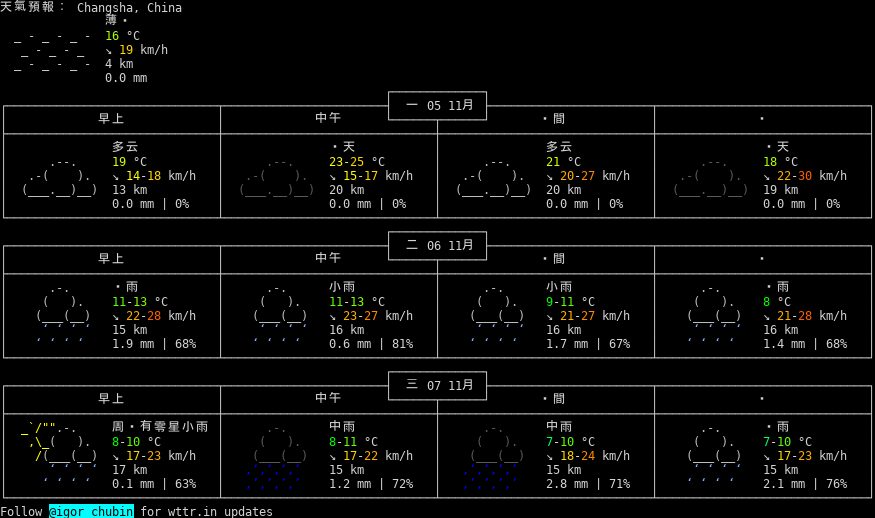 天氣預報： Changsha, China
薄・
16 °C
↘ 19 km/h
4 km
0.0 mm
一 05 11月
早上 中午 ・間 ・
多云 ・天 多云 ・天
19 °C 23-25 °C 21 °C 18 °C
↘ 14-18 km/h ↘ 15-17 km/h ↘ 20-27 km/h ↘ 22-30 km/h
13 km 20 km 20 km 19 km
0.0 mm | 0% 0.0 mm | 0% 0.0 mm | 0% 0.0 mm | 0%
二 06 11月
早上 中午 ・間 ・
・雨 小雨 小雨 ・雨
11-13 °C 11-13 °C 9-11 °C 8 °C
↘ 22-28 km/h ↘ 23-27 km/h ↘ 21-27 km/h ↘ 21-28 km/h
15 km 16 km 16 km 16 km
1.9 mm | 68% 0.6 mm | 81% 1.7 mm | 67% 1.4 mm | 68%
三 07 11月
早上 中午 ・間 ・
周・有零星小雨 中雨 中雨 ・雨
8-10 °C 8-11 °C 7-10 °C 7-10 °C
↘ 17-23 km/h ↘ 17-22 km/h ↘ 18-24 km/h ↘ 17-23 km/h
17 km 15 km 15 km 15 km
0.1 mm | 63% 1.2 mm | 72% 2.8 mm | 71% 2.1 mm | 76%
Follow @igor_chubin for wttr.in updates